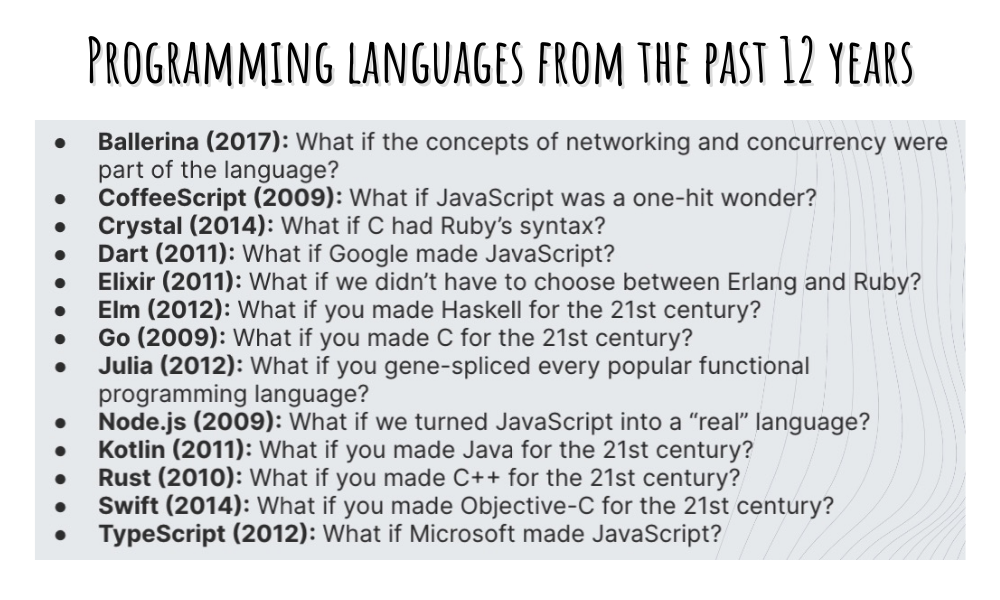 Programming languages from the past 12 years
● Ballerina (2017): What if the concepts of networking and concurrency were
part of the language?
● CoffeeScript (2009): What if JavaScript was a one-hit wonder?
● Crystal (2014): What if C had Ruby’s syntax?
● Dart (2011): What if Google made JavaScript?
● Elixir (2011): What if we didn’t have to choose between Erlang and Ruby?
● Elm (2012): What if you made Haskell for the 21st century?
● Go (2009): What if you made C for the 21st century?
● Julia (2012): What if you gene-spliced every popular functional
programming language?
● Node.js (2009): What if we turned JavaScript into a “real” language?
● Kotlin (2011): What if you made Java for the 21st century?
● Rust (2010): What if you made C++ for the 21st century?
● Swift (2014): What if you made Objective-C for the 21st century?
● TypeScript (2012): What if Microsoft made JavaScript?